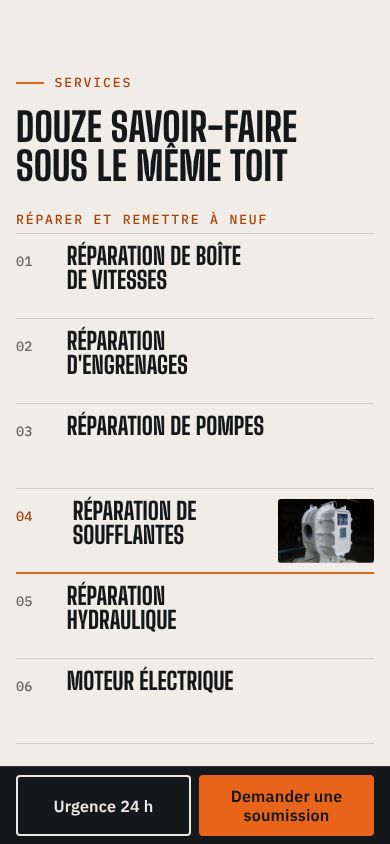 SERVICES
DOUZE SAVOIR-FAIRE
SOUS LE MÊME TOIT
RÉPARER ET REMETTRE À NEUF
01 RÉPARATION DE BOÎTE
DE VITESSES
02 RÉPARATION
D'ENGRENAGES
03 RÉPARATION DE POMPES
04 RÉPARATION DE
SOUFFLANTES
05 RÉPARATION
HYDRAULIQUE
06 MOTEUR ÉLECTRIQUE
Urgence 24 h
Demander une
soumission